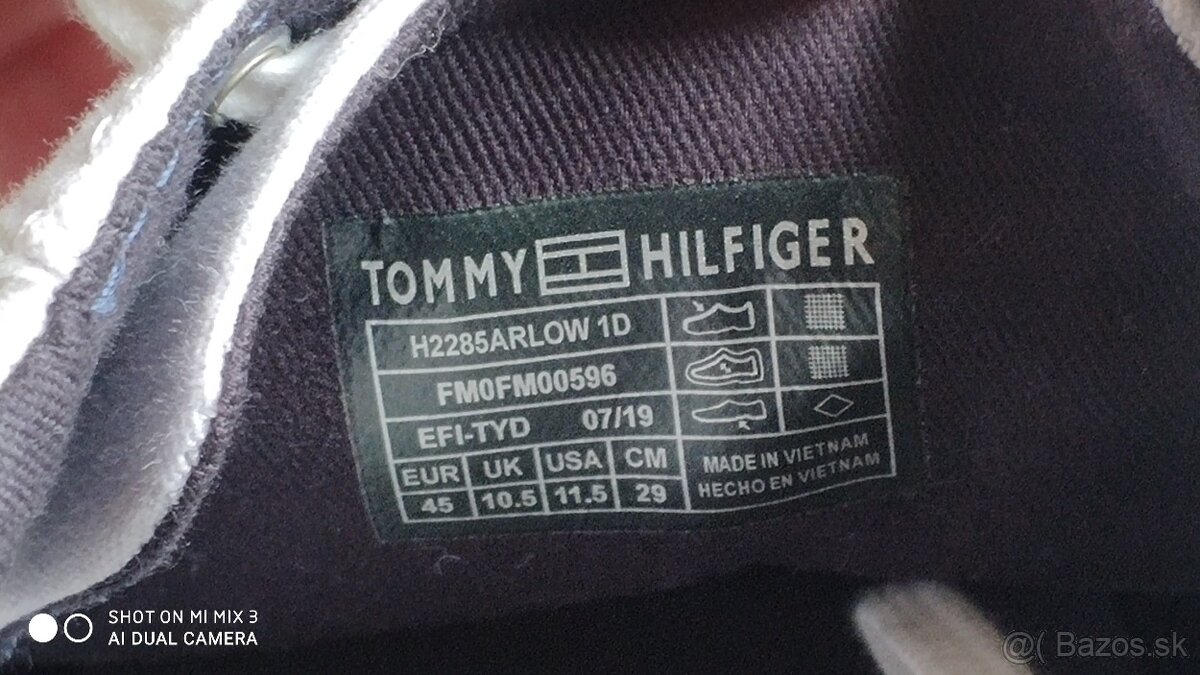 TOMMY HILFIGER
H2285ARLOW 1D
FM0FM00596
EFI-TYD 07/19
EUR UK USA CM
45 10.5 11.5 29
MADE IN VIETNAM
HECHO EN VIETNAM
SHOT ON MI MIX 3
AI DUAL CAMERA
@( Bazos.sk